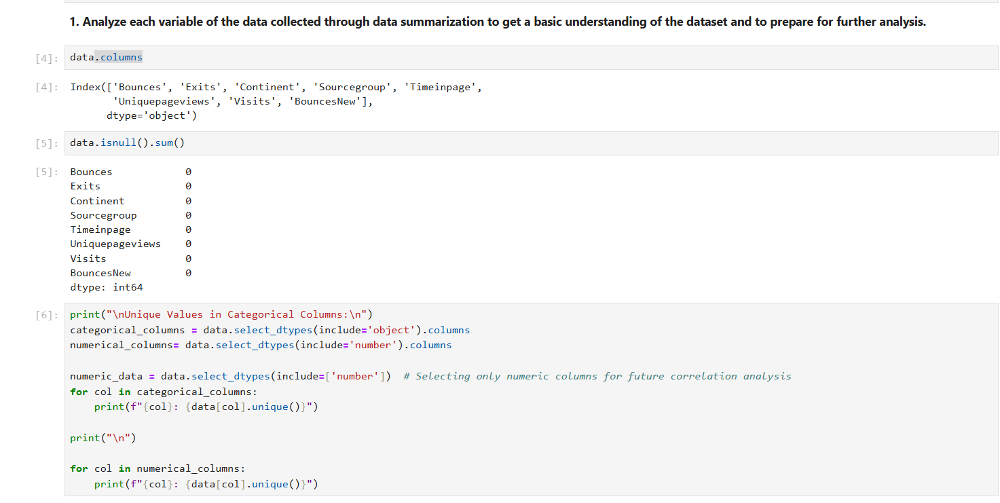 1. Analyze each variable of the data collected through data summarization to get a basic understanding of the dataset and to prepare for further analysis.
[4]: data.columns
[4]: Index(['Bounces', 'Exits', 'Continent', 'Sourcegroup', 'Timeinpage',
'Uniquepageviews', 'Visits', 'BouncesNew'],
dtype='object')
[5]: data.isnull().sum()
[5]: Bounces 0
Exits 0
Continent 0
Sourcegroup 0
Timeinpage 0
Uniquepageviews 0
Visits 0
BouncesNew 0
dtype: int64
[6]: print("\nUnique Values in Categorical Columns:\n")
categorical_columns = data.select_dtypes(include='object').columns
numerical_columns= data.select_dtypes(include='number').columns
numeric_data = data.select_dtypes(include=['number'])  # Selecting only numeric columns for future correlation analysis
for col in categorical_columns:
    print(f"{col}: {data[col].unique()}")
print("\n")
for col in numerical_columns:
    print(f"{col}: {data[col].unique()}")